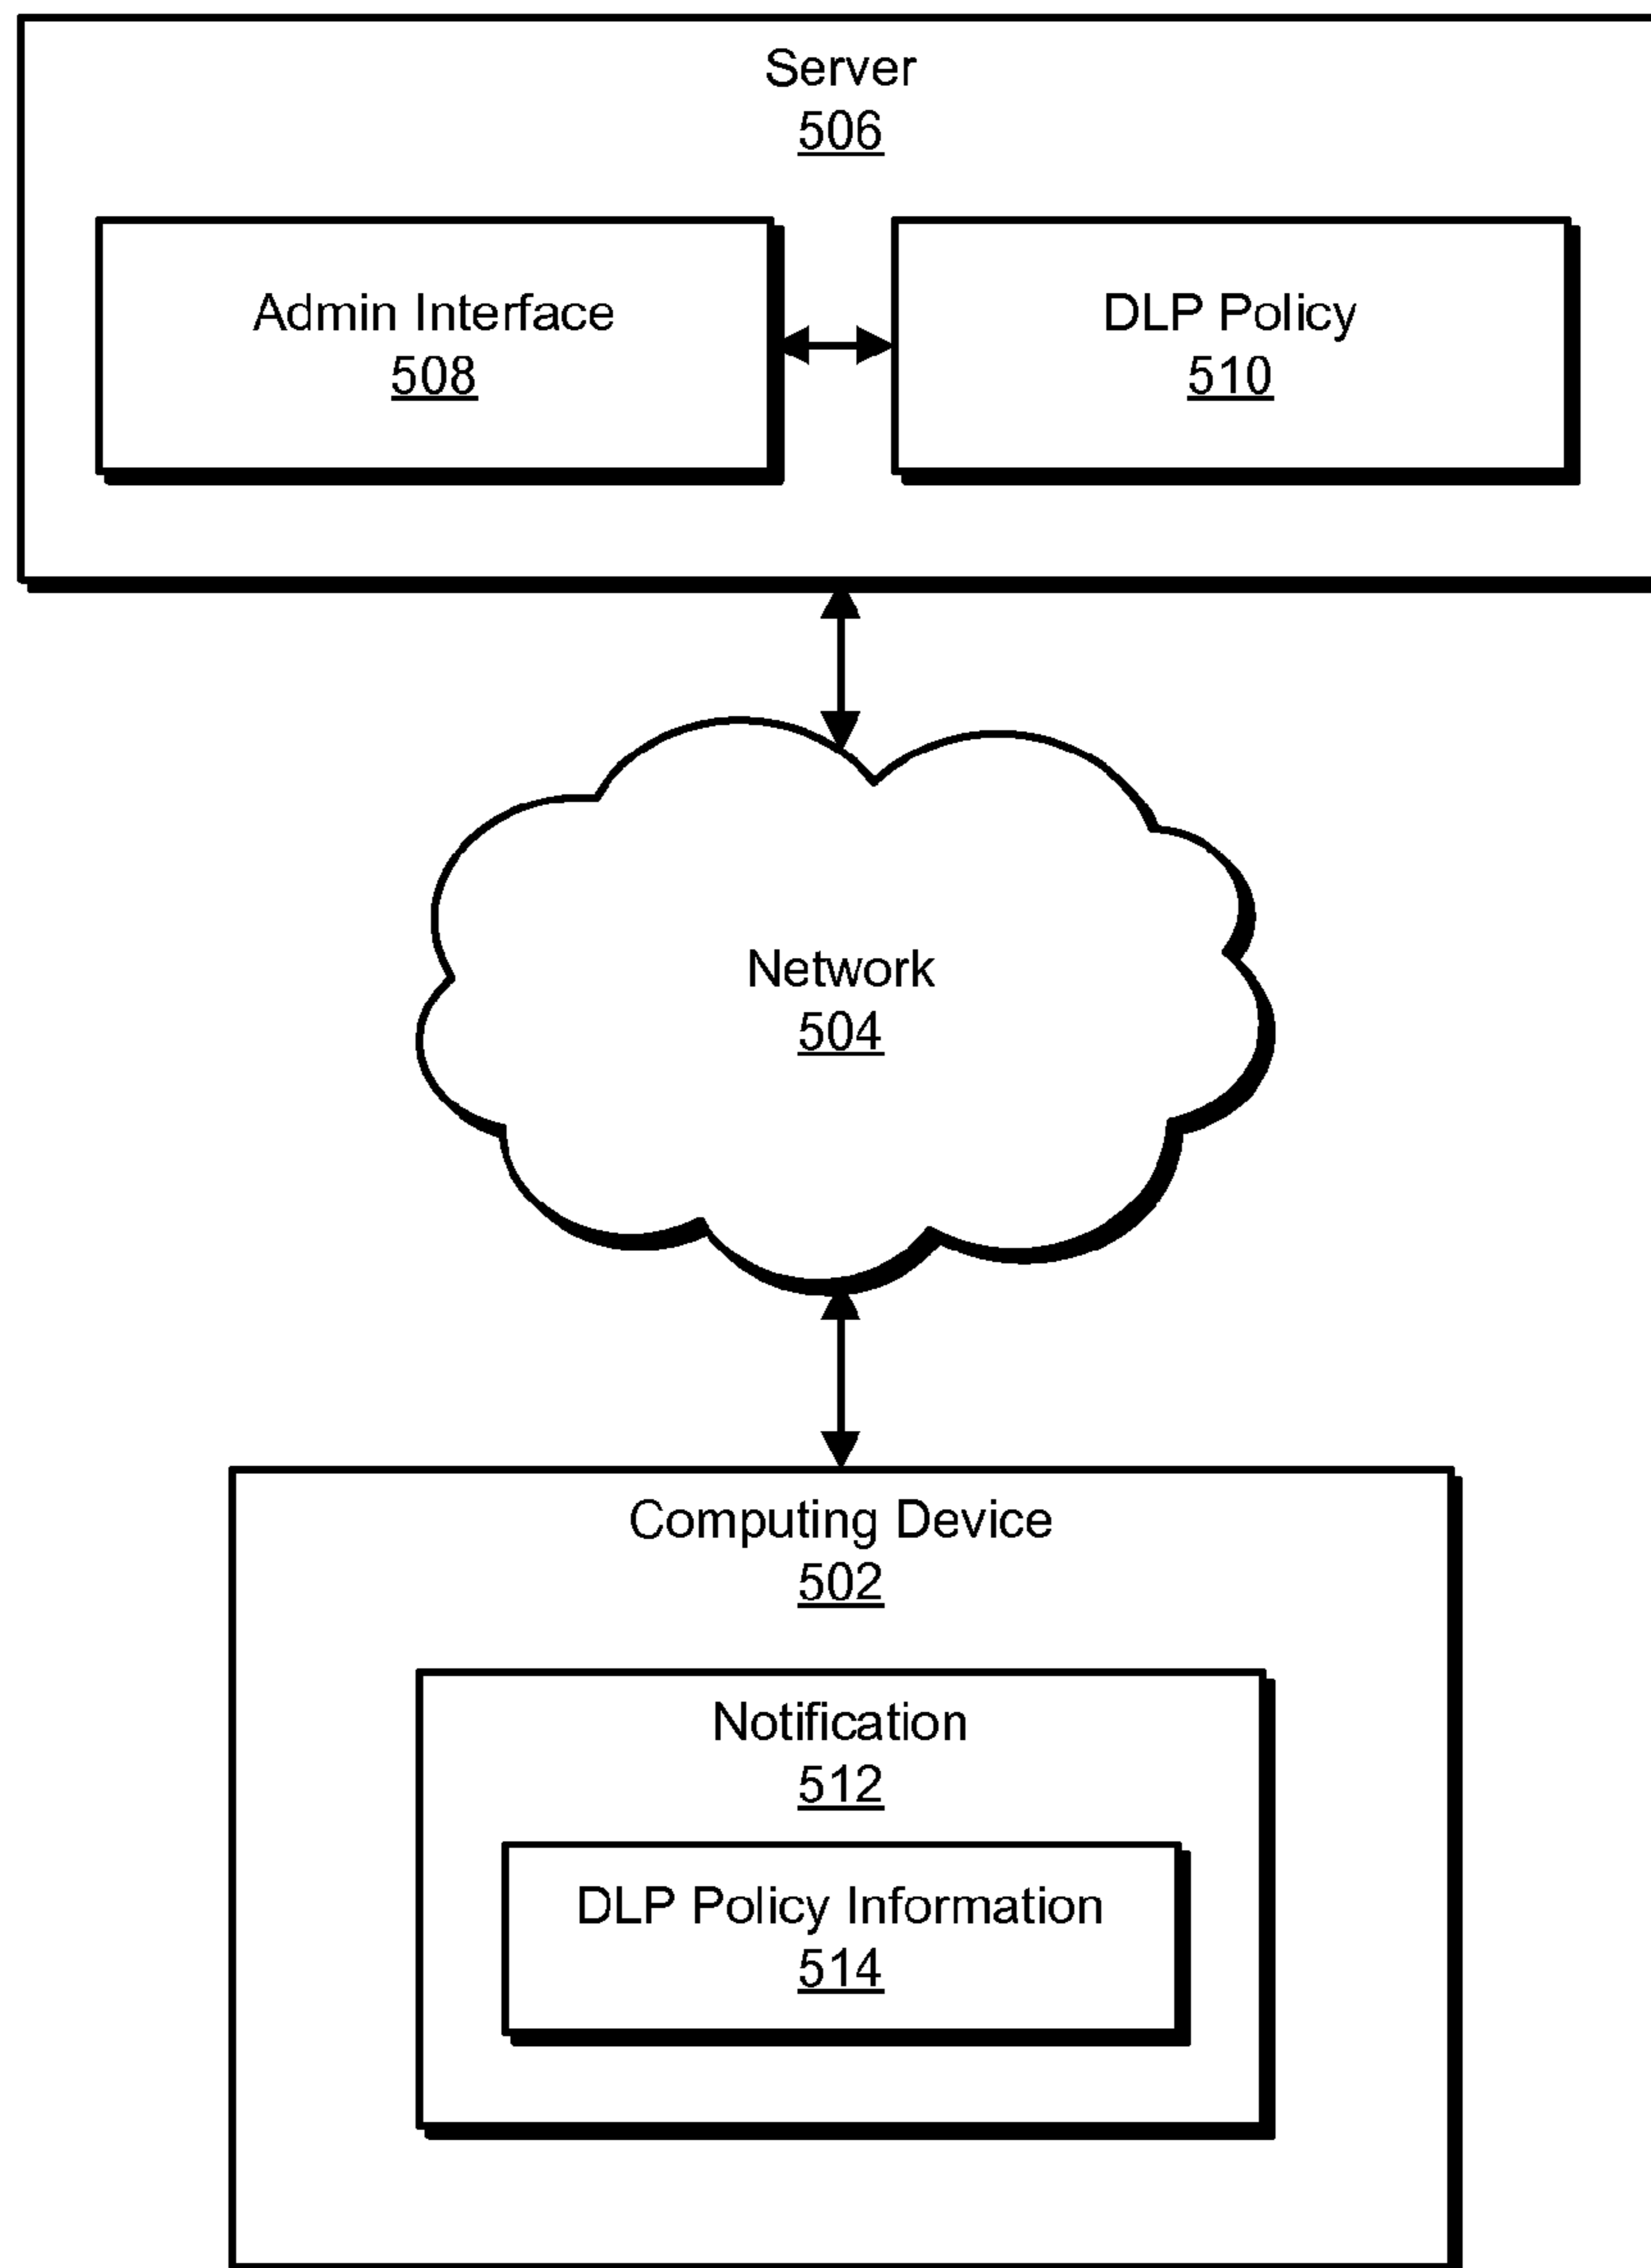 Server
506
Admin Interface
508
DLP Policy
510
Network
504
Computing Device
502
Notification
512
DLP Policy Information
514